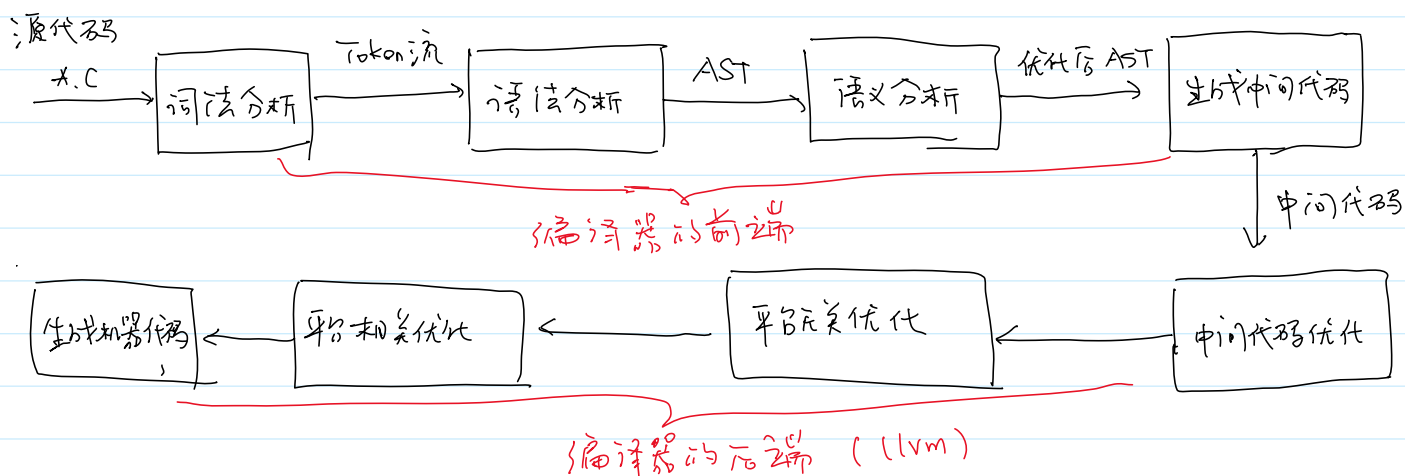 源代码
*.C
词法分析
Token流
语法分析
AST
语义分析
优化后 AST
生成中间代码
编译器的前端
中间代码
生成机器代码
平台相关优化
平台无关优化
中间代码优化
编译器的后端 (llvm)